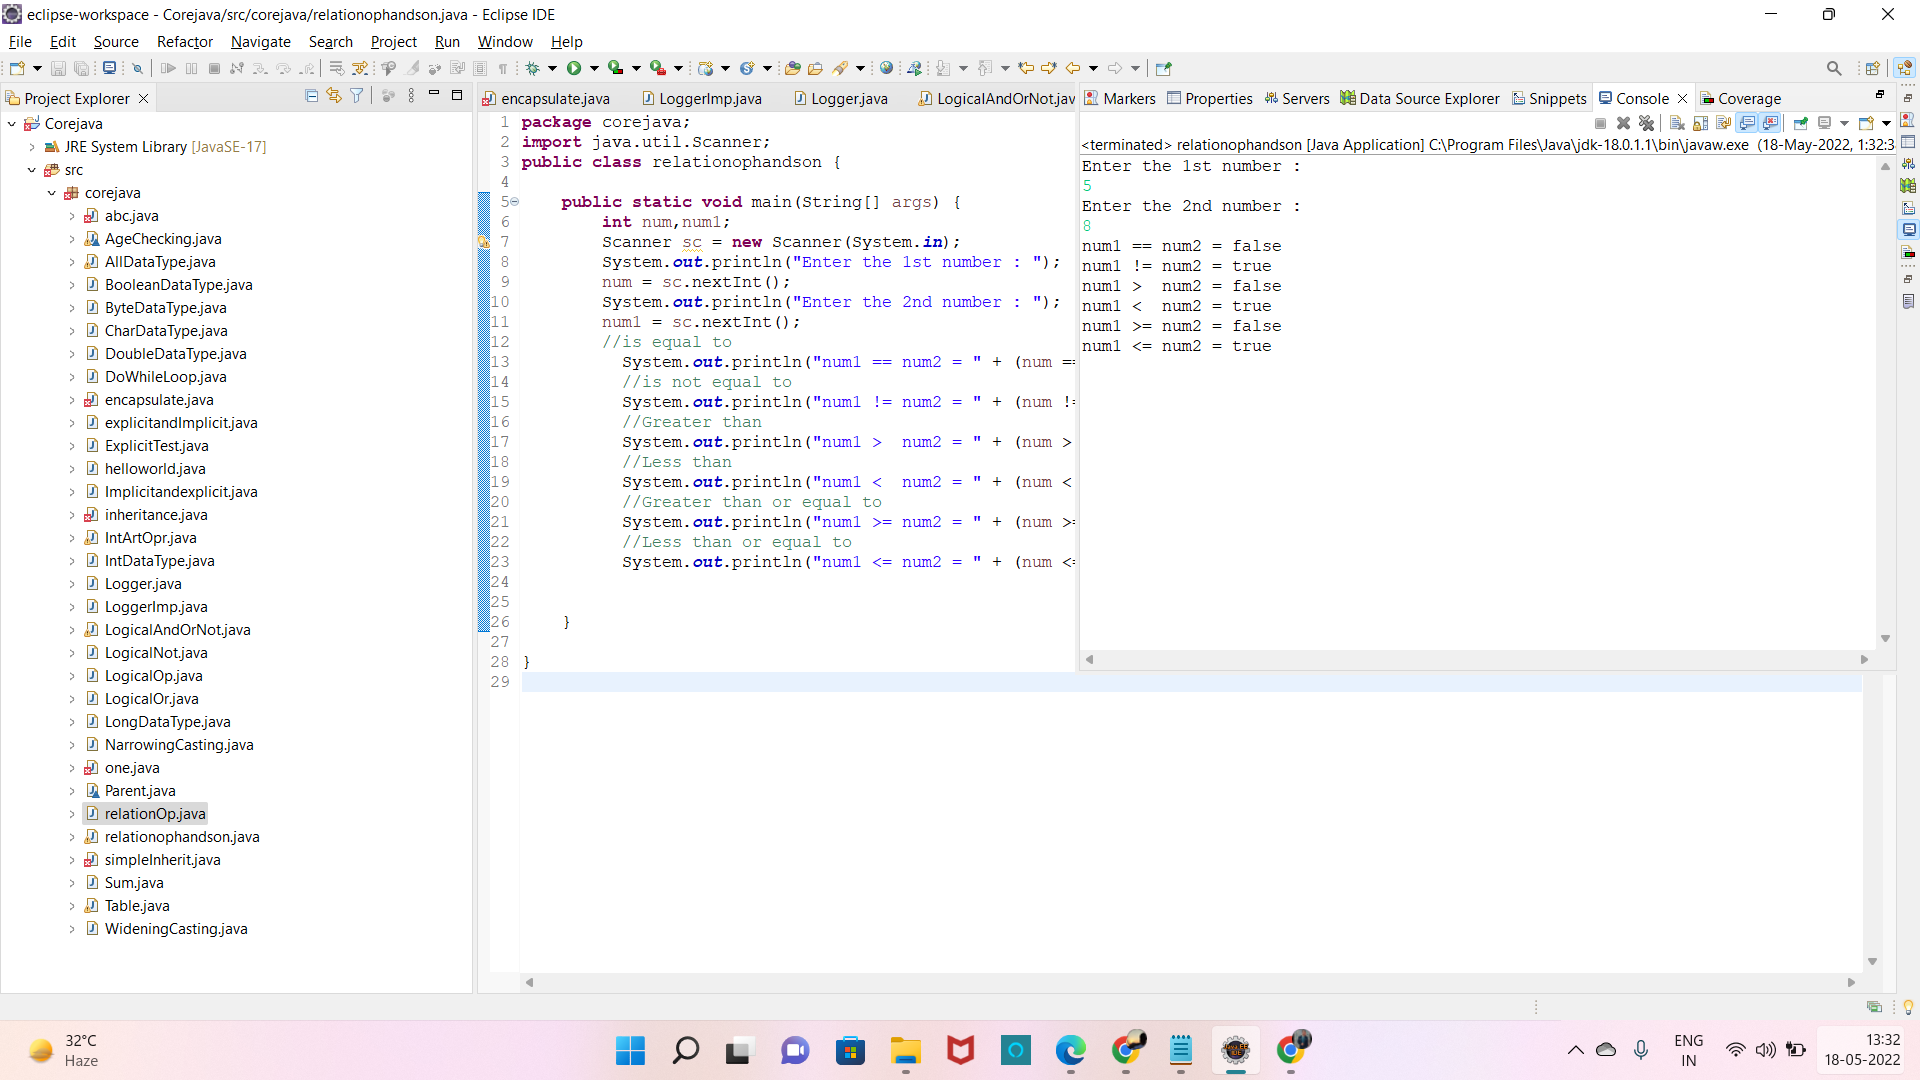 eclipse-workspace - Corejava/src/corejava/relationophandson.java - Eclipse IDE
File Edit Source Refactor Navigate Search Project Run Window Help
Project Explorer
Corejava
JRE System Library [JavaSE-17]
src
corejava
abc.java
AgeChecking.java
AllDataType.java
BooleanDataType.java
ByteDataType.java
CharDataType.java
DoubleDataType.java
DoWhileLoop.java
encapsulate.java
explicitandImplicit.java
ExplicitTest.java
helloworld.java
Implicitandexplicit.java
inheritance.java
IntArtOpr.java
IntDataType.java
Logger.java
LoggerImp.java
LogicalAndOrNot.java
LogicalNot.java
LogicalOp.java
LogicalOr.java
LongDataType.java
NarrowingCasting.java
one.java
Parent.java
relationOp.java
relationophandson.java
simpleInherit.java
Sum.java
Table.java
WideningCasting.java
encapsulate.java LoggerImp.java Logger.java LogicalAndOrNot.jav
1 package corejava;
2 import java.util.Scanner;
3 public class relationophandson {
4
5 public static void main(String[] args) {
6 int num,num1;
7 Scanner sc = new Scanner(System.in);
8 System.out.println("Enter the 1st number : ");
9 num = sc.nextInt();
10 System.out.println("Enter the 2nd number : ");
11 num1 = sc.nextInt();
12 //is equal to
13 System.out.println("num1 == num2 = " + (num ==
14 //is not equal to
15 System.out.println("num1 != num2 = " + (num !=
16 //Greater than
17 System.out.println("num1 >  num2 = " + (num >
18 //Less than
19 System.out.println("num1 <  num2 = " + (num <
20 //Greater than or equal to
21 System.out.println("num1 >= num2 = " + (num >=
22 //Less than or equal to
23 System.out.println("num1 <= num2 = " + (num <=
24
25
26 }
27
28 }
29
Markers Properties Servers Data Source Explorer Snippets Console Coverage
<terminated> relationophandson [Java Application] C:\Program Files\Java\jdk-18.0.1.1\bin\javaw.exe (18-May-2022, 1:32:3
Enter the 1st number :
5
Enter the 2nd number :
8
num1 == num2 = false
num1 != num2 = true
num1 >  num2 = false
num1 <  num2 = true
num1 >= num2 = false
num1 <= num2 = true
32°C
Haze
ENG
IN
13:32
18-05-2022